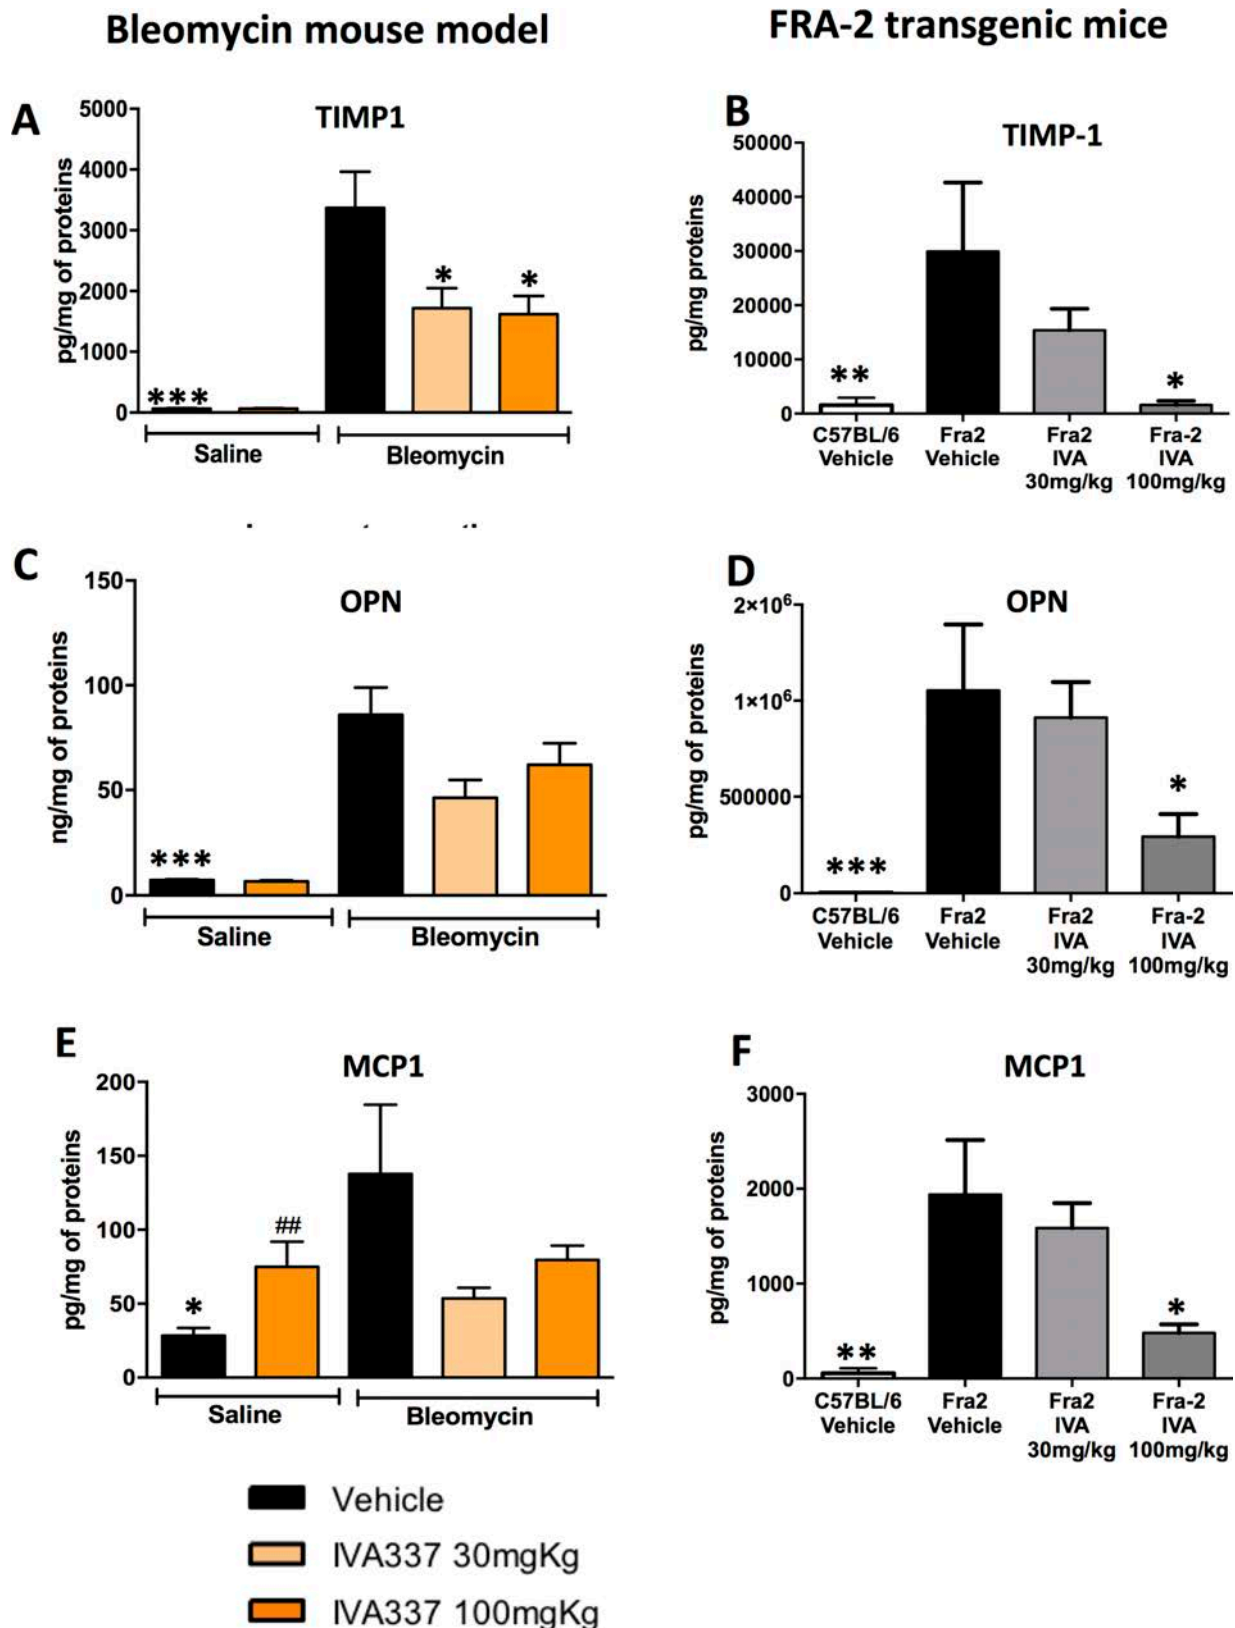 Bleomycin mouse model
FRA-2 transgenic mice
A
TIMP1
pg/mg of proteins
5000
4000
3000
2000
1000
0
***
*
*
Saline
Bleomycin
B
TIMP-1
pg/mg proteins
50000
40000
30000
20000
10000
0
**
*
C57BL/6
Vehicle
Fra2
Vehicle
Fra2
IVA
30mg/kg
Fra-2
IVA
100mg/kg
C
OPN
ng/mg of proteins
150
100
50
0
***
Saline
Bleomycin
D
OPN
pg/mg of proteins
2×10⁶
1×10⁶
500000
0
***
*
C57BL/6
Vehicle
Fra2
Vehicle
Fra2
IVA
30mg/kg
Fra-2
IVA
100mg/kg
E
MCP1
pg/mg of proteins
200
150
100
50
0
*
##
Saline
Bleomycin
F
MCP1
pg/mg of proteins
3000
2000
1000
0
**
*
C57BL/6
Vehicle
Fra2
Vehicle
Fra2
IVA
30mg/kg
Fra-2
IVA
100mg/kg
Vehicle
IVA337 30mgKg
IVA337 100mgKg